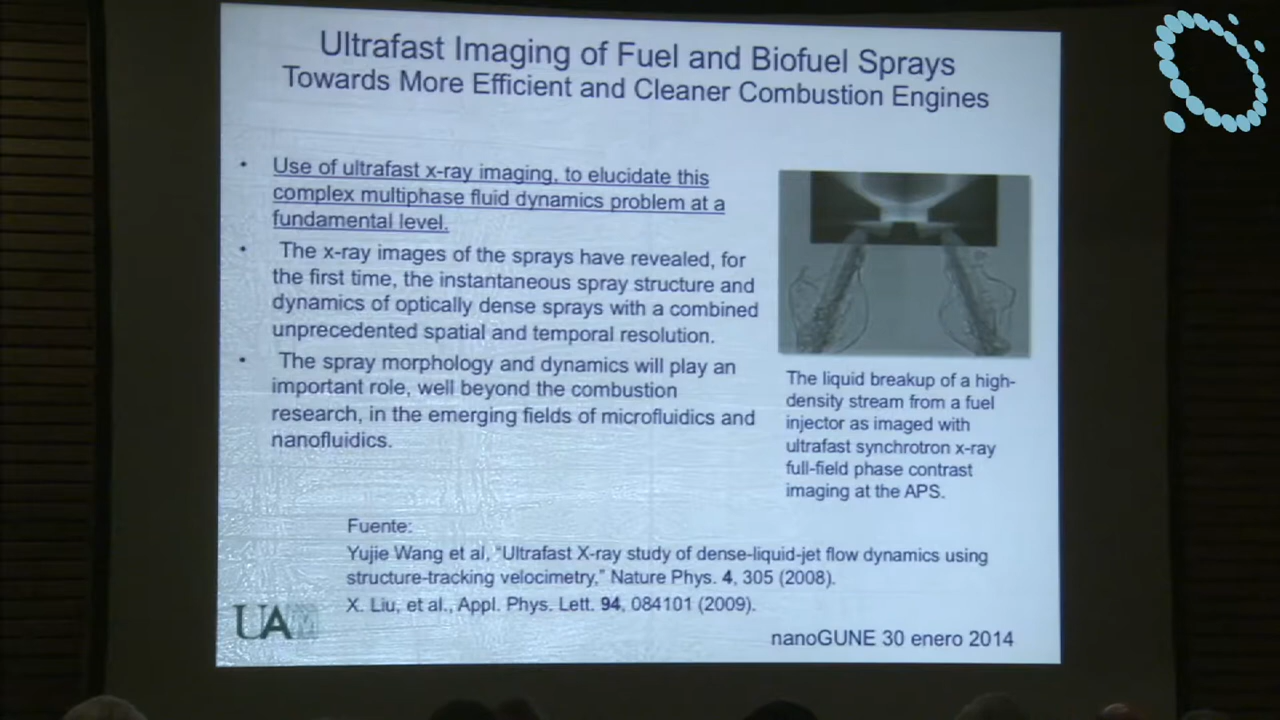 Ultrafast Imaging of Fuel and Biofuel Sprays
Towards More Efficient and Cleaner Combustion Engines
• Use of ultrafast x-ray imaging, to elucidate this
complex multiphase fluid dynamics problem at a
fundamental level.
• The x-ray images of the sprays have revealed, for
the first time, the instantaneous spray structure and
dynamics of optically dense sprays with a combined
unprecedented spatial and temporal resolution.
• The spray morphology and dynamics will play an
important role, well beyond the combustion
research, in the emerging fields of microfluidics and
nanofluidics.
The liquid breakup of a high-
density stream from a fuel
injector as imaged with
ultrafast synchrotron x-ray
full-field phase contrast
imaging at the APS.
Fuente:
Yujie Wang et al, “Ultrafast X-ray study of dense-liquid-jet flow dynamics using
structure-tracking velocimetry,” Nature Phys. 4, 305 (2008).
X. Liu, et al., Appl. Phys. Lett. 94, 084101 (2009).
UAM
nanoGUNE 30 enero 2014